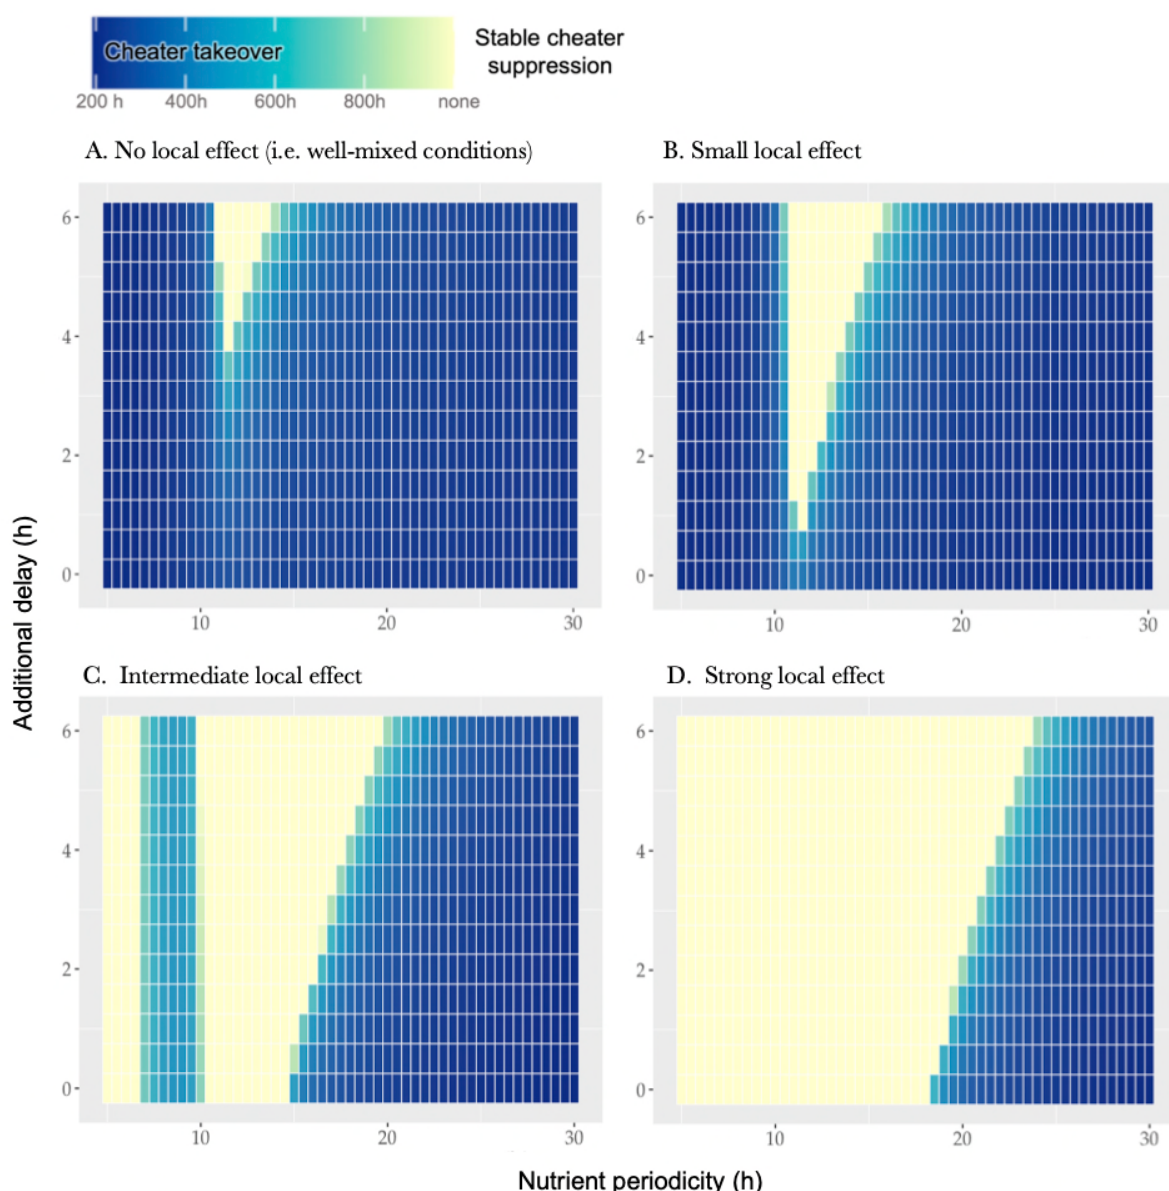 Cheater takeover
Stable cheater
suppression
200 h 400h 600h 800h none
A. No local effect (i.e. well-mixed conditions)
B. Small local effect
6
4
2
0
10 20 30
6
4
2
0
10 20 30
C. Intermediate local effect
D. Strong local effect
6
4
2
0
10 20 30
6
4
2
0
10 20 30
Additional delay (h)
Nutrient periodicity (h)